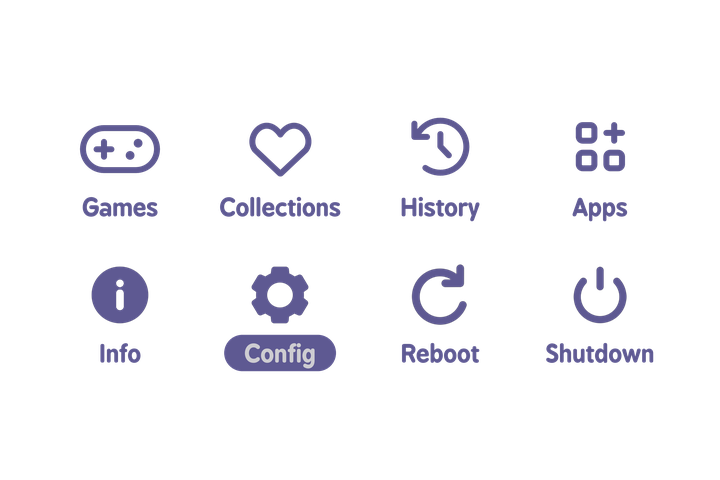 Games
Collections
History
Apps
Info
Config
Reboot
Shutdown